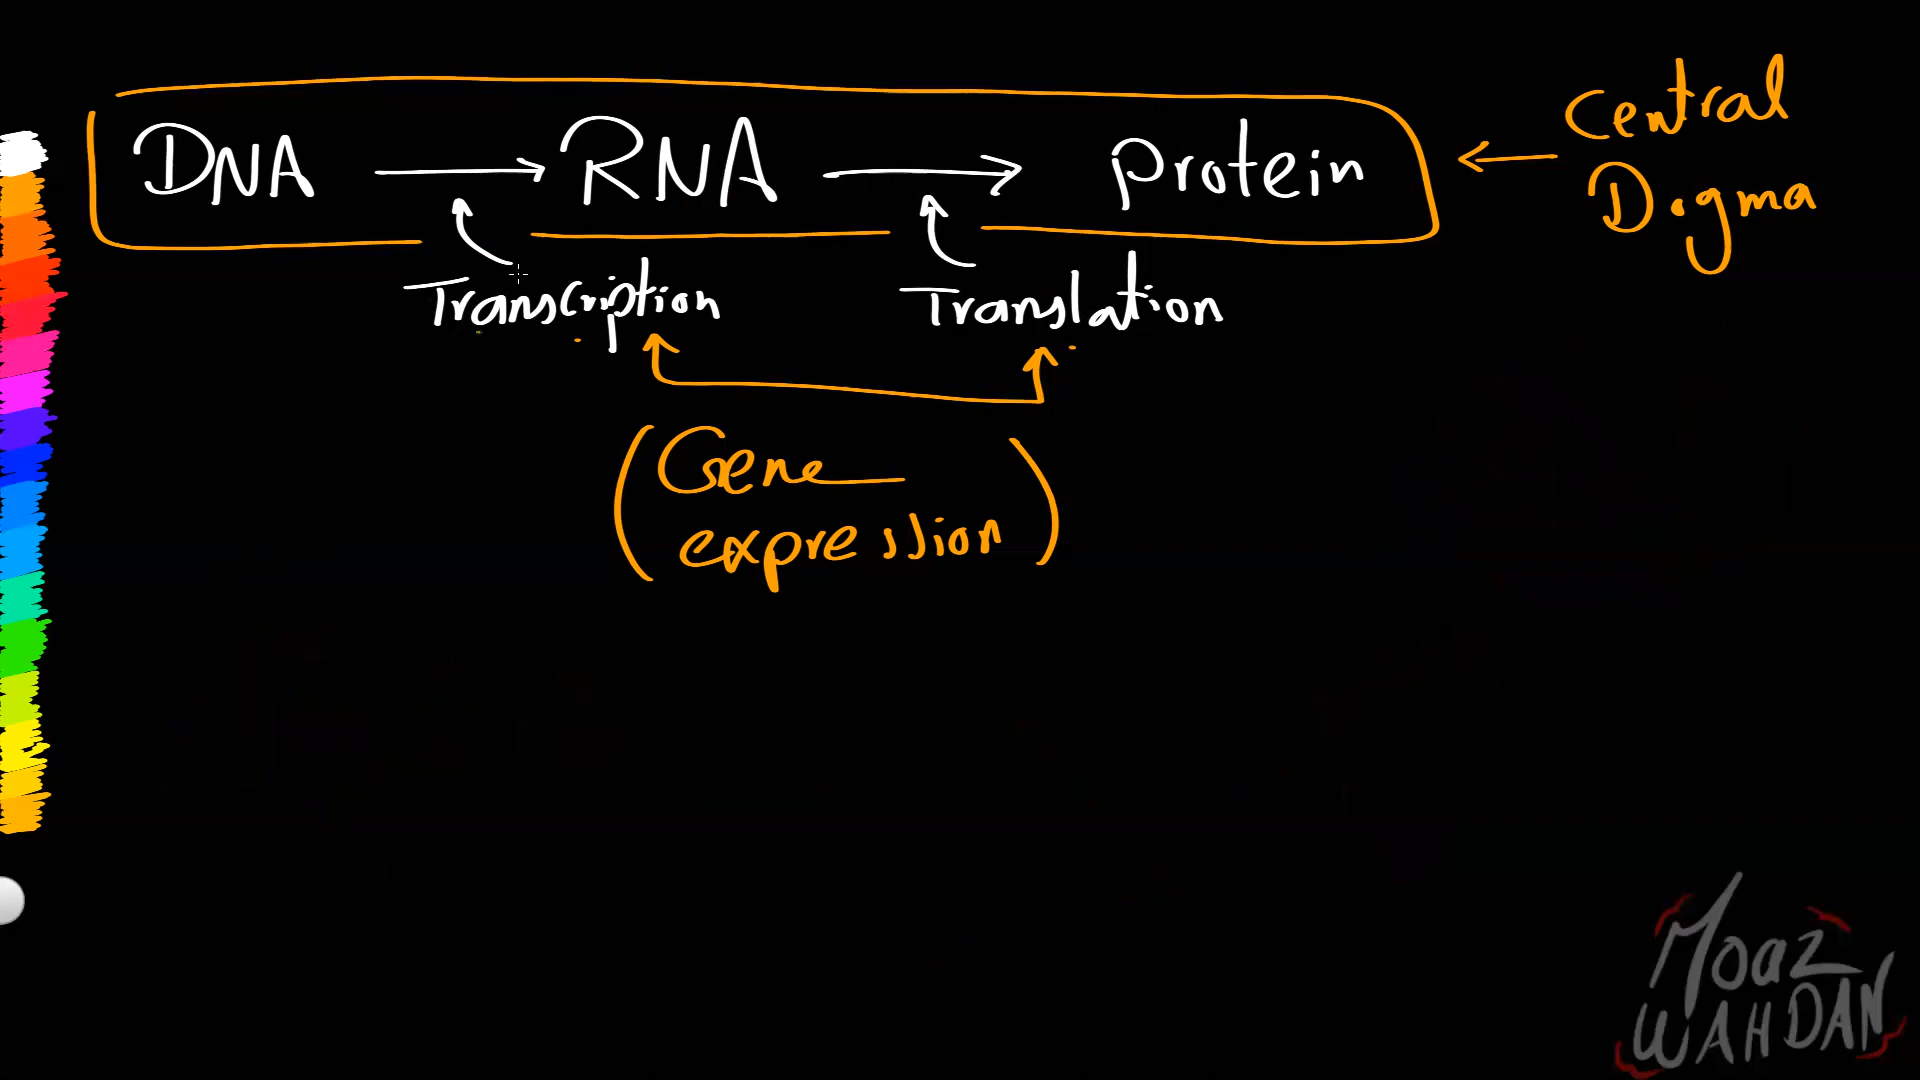 DNA → RNA → Protein
← Central
Dogma
Transcription
Translation
(Gene
expression)
Moaz
WAHDAN